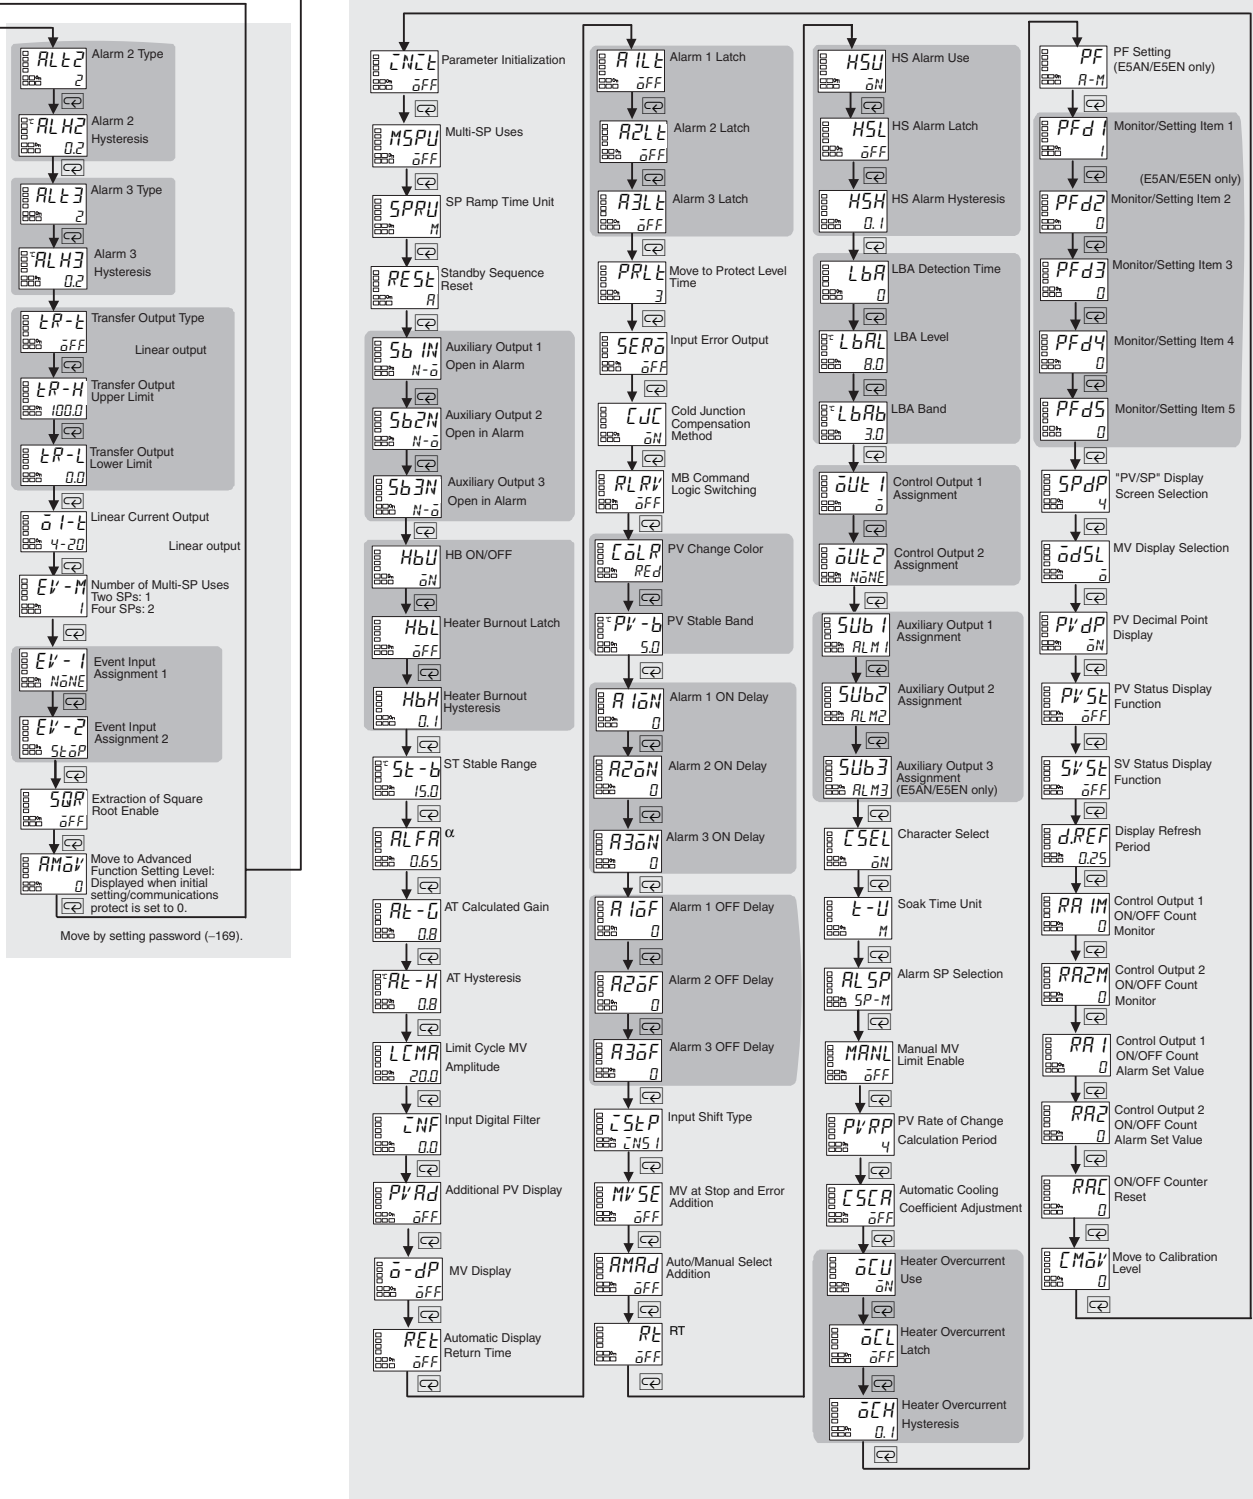 ALt2
2
Alarm 2 Type
ALH2
0.2
Alarm 2
Hysteresis
ALt3
2
Alarm 3 Type
ALH3
0.2
Alarm 3
Hysteresis
tR-t
oFF
Transfer Output Type
Linear output
tR-H
100.0
Transfer Output
Upper Limit
tR-L
0.0
Transfer Output
Lower Limit
o1-t
4-20
Linear Current Output
Linear output
EV-M
1
Number of Multi-SP Uses
Two SPs: 1
Four SPs: 2
EV-1
NoNE
Event Input
Assignment 1
EV-2
StoP
Event Input
Assignment 2
SQR
oFF
Extraction of Square
Root Enable
AMoV
0
Move to Advanced
Function Setting Level:
Displayed when initial
setting/communications
protect is set to 0.
Move by setting password (−169).
INIt
oFF
Parameter Initialization
MSPU
oFF
Multi-SP Uses
SPRU
M
SP Ramp Time Unit
RESt
A
Standby Sequence
Reset
Sb1N
N-o
Auxiliary Output 1
Open in Alarm
Sb2N
N-o
Auxiliary Output 2
Open in Alarm
Sb3N
N-o
Auxiliary Output 3
Open in Alarm
HbU
oN
HB ON/OFF
HbL
oFF
Heater Burnout Latch
HbH
0.1
Heater Burnout
Hysteresis
St-b
15.0
ST Stable Range
ALFA
0.65
α
At-G
0.8
AT Calculated Gain
At-H
0.8
AT Hysteresis
LCMA
20.0
Limit Cycle MV
Amplitude
INF
0.0
Input Digital Filter
PVAd
oFF
Additional PV Display
o-dP
oFF
MV Display
REt
oFF
Automatic Display
Return Time
A1Lt
oFF
Alarm 1 Latch
A2Lt
oFF
Alarm 2 Latch
A3Lt
oFF
Alarm 3 Latch
PRLt
3
Move to Protect Level
Time
SERo
oFF
Input Error Output
CJC
oN
Cold Junction
Compensation
Method
RLRV
oFF
MB Command
Logic Switching
CoLR
REd
PV Change Color
PV-b
5.0
PV Stable Band
A1oN
0
Alarm 1 ON Delay
A2oN
0
Alarm 2 ON Delay
A3oN
0
Alarm 3 ON Delay
A1oF
0
Alarm 1 OFF Delay
A2oF
0
Alarm 2 OFF Delay
A3oF
0
Alarm 3 OFF Delay
IStP
INS1
Input Shift Type
MVSE
oFF
MV at Stop and Error
Addition
AMAd
oFF
Auto/Manual Select
Addition
Rt
oFF
RT
HSU
oN
HS Alarm Use
HSL
oFF
HS Alarm Latch
HSH
0.1
HS Alarm Hysteresis
LbA
0
LBA Detection Time
LbAL
8.0
LBA Level
LbAb
3.0
LBA Band
oUt1
o
Control Output 1
Assignment
oUt2
NoNE
Control Output 2
Assignment
SUb1
ALM1
Auxiliary Output 1
Assignment
SUb2
ALM2
Auxiliary Output 2
Assignment
SUb3
ALM3
Auxiliary Output 3
Assignment
(E5AN/E5EN only)
CSEL
oN
Character Select
t-U
M
Soak Time Unit
ALSP
SP-M
Alarm SP Selection
MANL
oFF
Manual MV
Limit Enable
PVRP
4
PV Rate of Change
Calculation Period
CSCA
oFF
Automatic Cooling
Coefficient Adjustment
oCU
oN
Heater Overcurrent
Use
oCL
oFF
Heater Overcurrent
Latch
oCH
0.1
Heater Overcurrent
Hysteresis
PF
A-M
PF Setting
(E5AN/E5EN only)
PFd1
1
Monitor/Setting Item 1
(E5AN/E5EN only)
PFd2
0
Monitor/Setting Item 2
PFd3
0
Monitor/Setting Item 3
PFd4
0
Monitor/Setting Item 4
PFd5
0
Monitor/Setting Item 5
SPdP
4
"PV/SP" Display
Screen Selection
odSL
o
MV Display Selection
PVdP
oN
PV Decimal Point
Display
PVSt
oFF
PV Status Display
Function
SVSt
oFF
SV Status Display
Function
d.REF
0.25
Display Refresh
Period
RA1M
0
Control Output 1
ON/OFF Count
Monitor
RA2M
0
Control Output 2
ON/OFF Count
Monitor
RA1
0
Control Output 1
ON/OFF Count
Alarm Set Value
RA2
0
Control Output 2
ON/OFF Count
Alarm Set Value
RAC
0
ON/OFF Counter
Reset
CMoV
0
Move to Calibration
Level